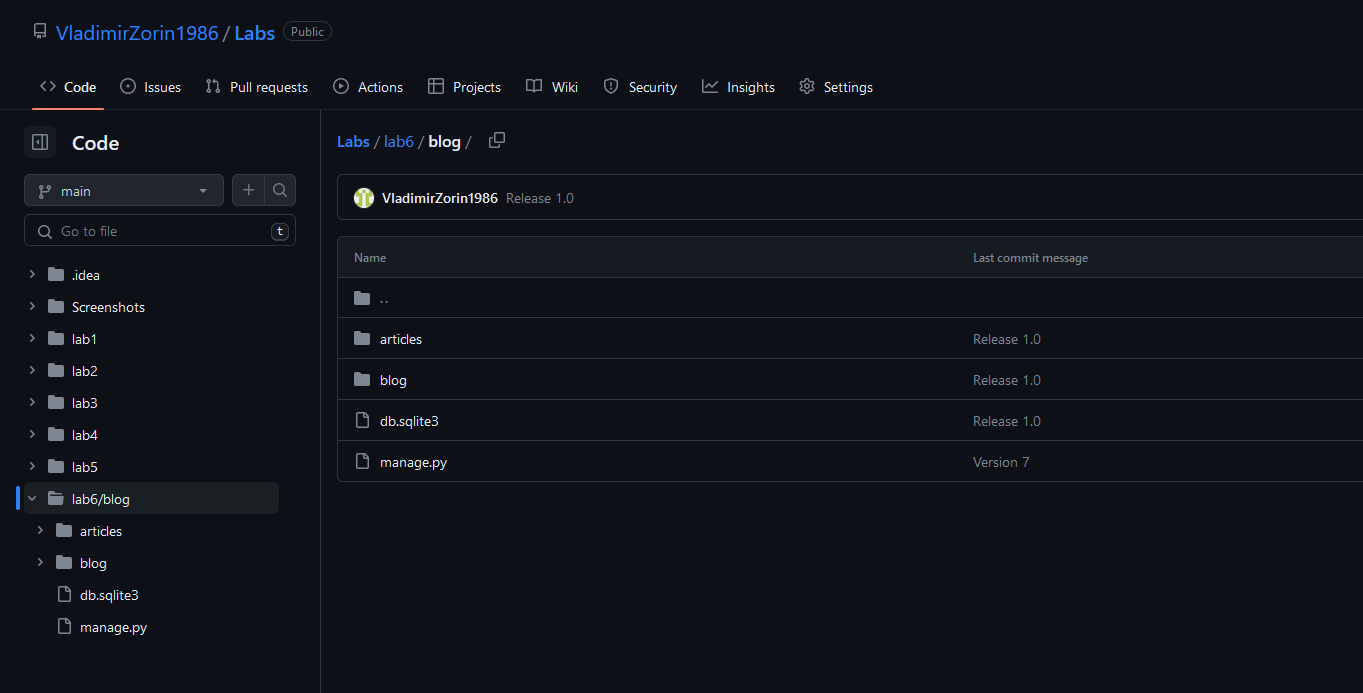 VladimirZorin1986 / Labs Public
Code Issues Pull requests Actions Projects Wiki Security Insights Settings
Code
main
Go to file t
.idea
Screenshots
lab1
lab2
lab3
lab4
lab5
lab6/blog
articles
blog
db.sqlite3
manage.py
Labs / lab6 / blog /
VladimirZorin1986 Release 1.0
Name Last commit message
..
articles Release 1.0
blog Release 1.0
db.sqlite3 Release 1.0
manage.py Version 7